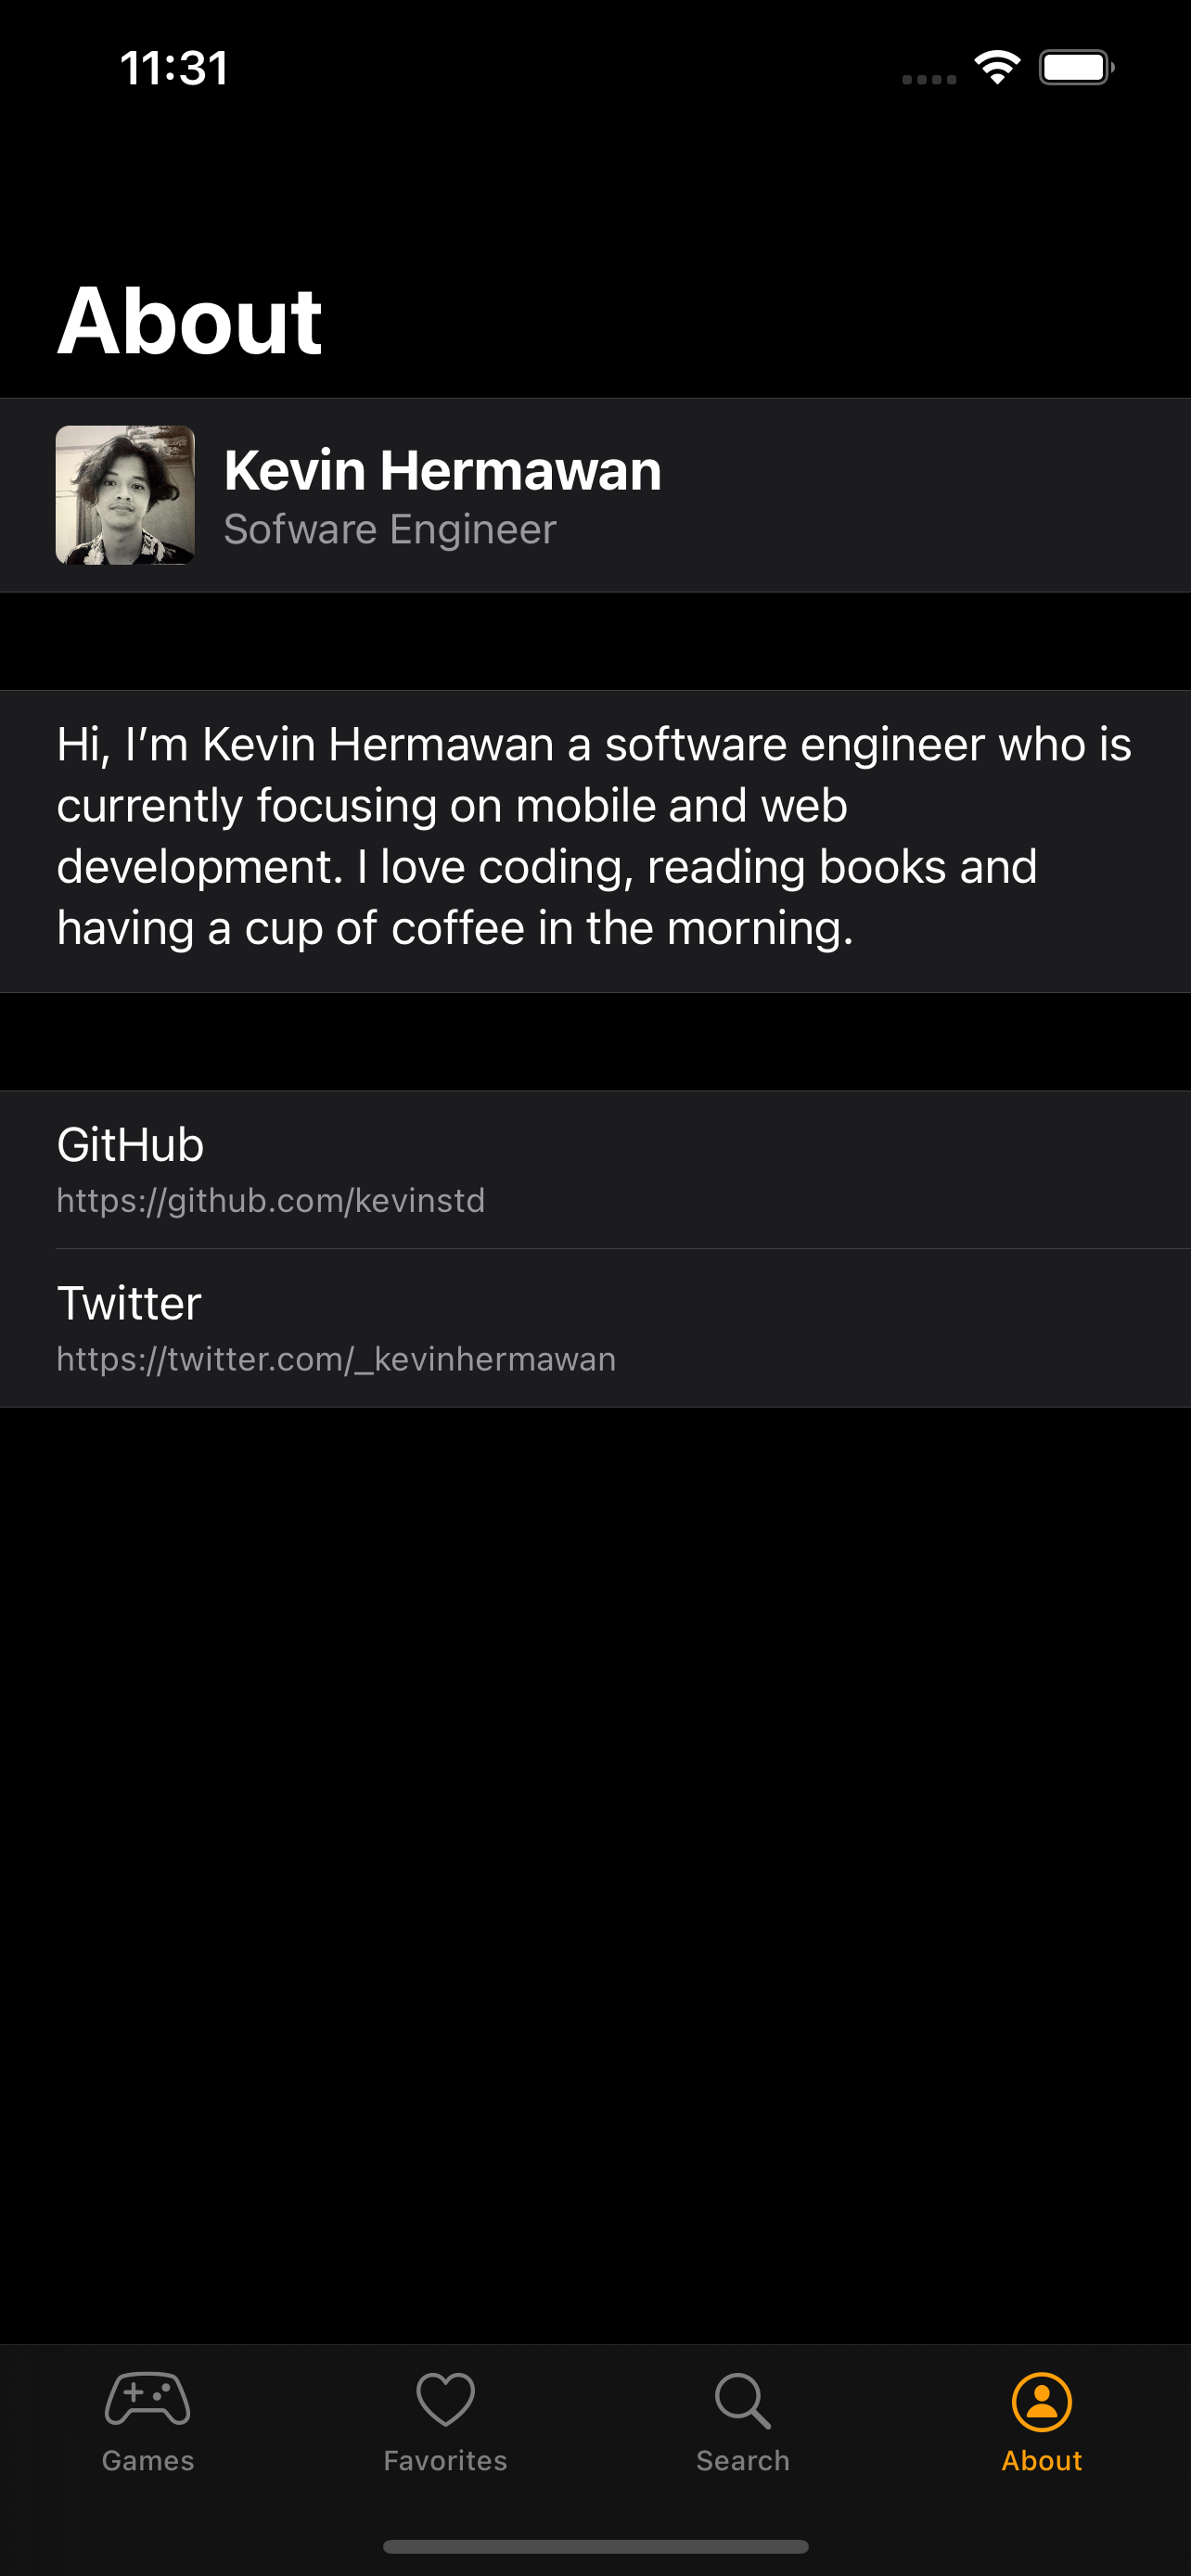 11:31
About
Kevin Hermawan
Sofware Engineer
Hi, I’m Kevin Hermawan a software engineer who is
currently focusing on mobile and web
development. I love coding, reading books and
having a cup of coffee in the morning.
GitHub
https://github.com/kevinstd
Twitter
https://twitter.com/_kevinhermawan
Games
Favorites
Search
About